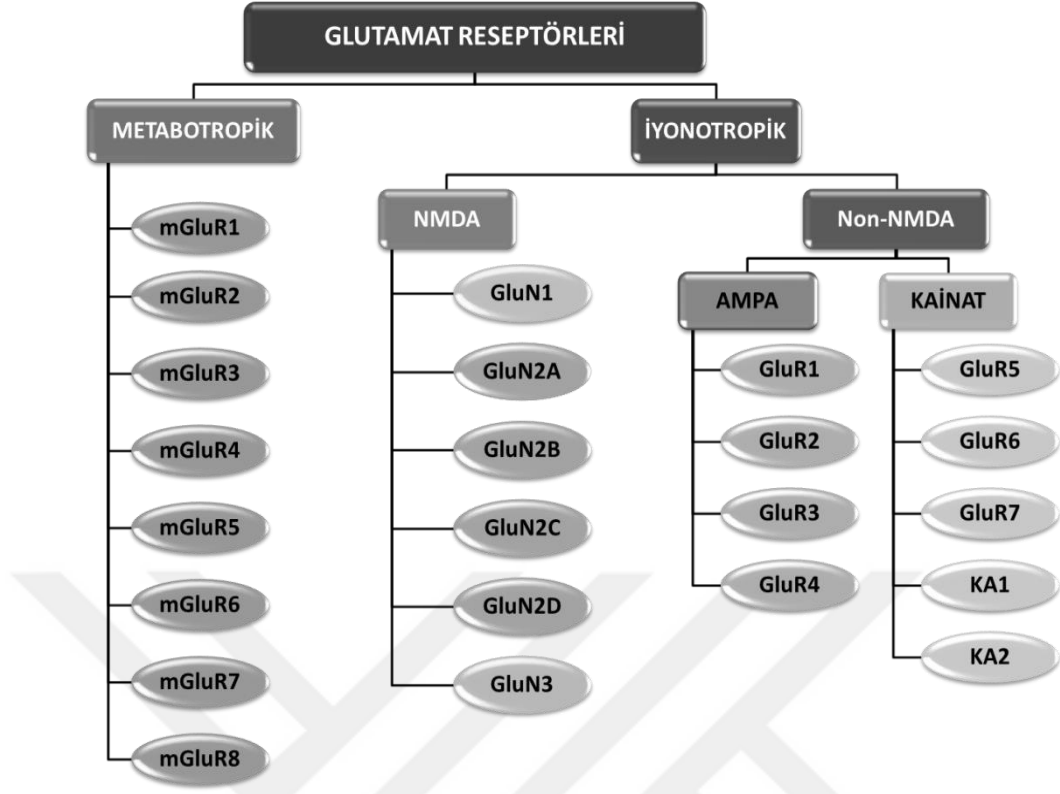 GLUTAMAT RESEPTÖRLERİ
METABOTROPİK
mGluR1
mGluR2
mGluR3
mGluR4
mGluR5
mGluR6
mGluR7
mGluR8
İYONOTROPİK
NMDA
GluN1
GluN2A
GluN2B
GluN2C
GluN2D
GluN3
Non-NMDA
AMPA
GluR1
GluR2
GluR3
GluR4
KAİNAT
GluR5
GluR6
GluR7
KA1
KA2